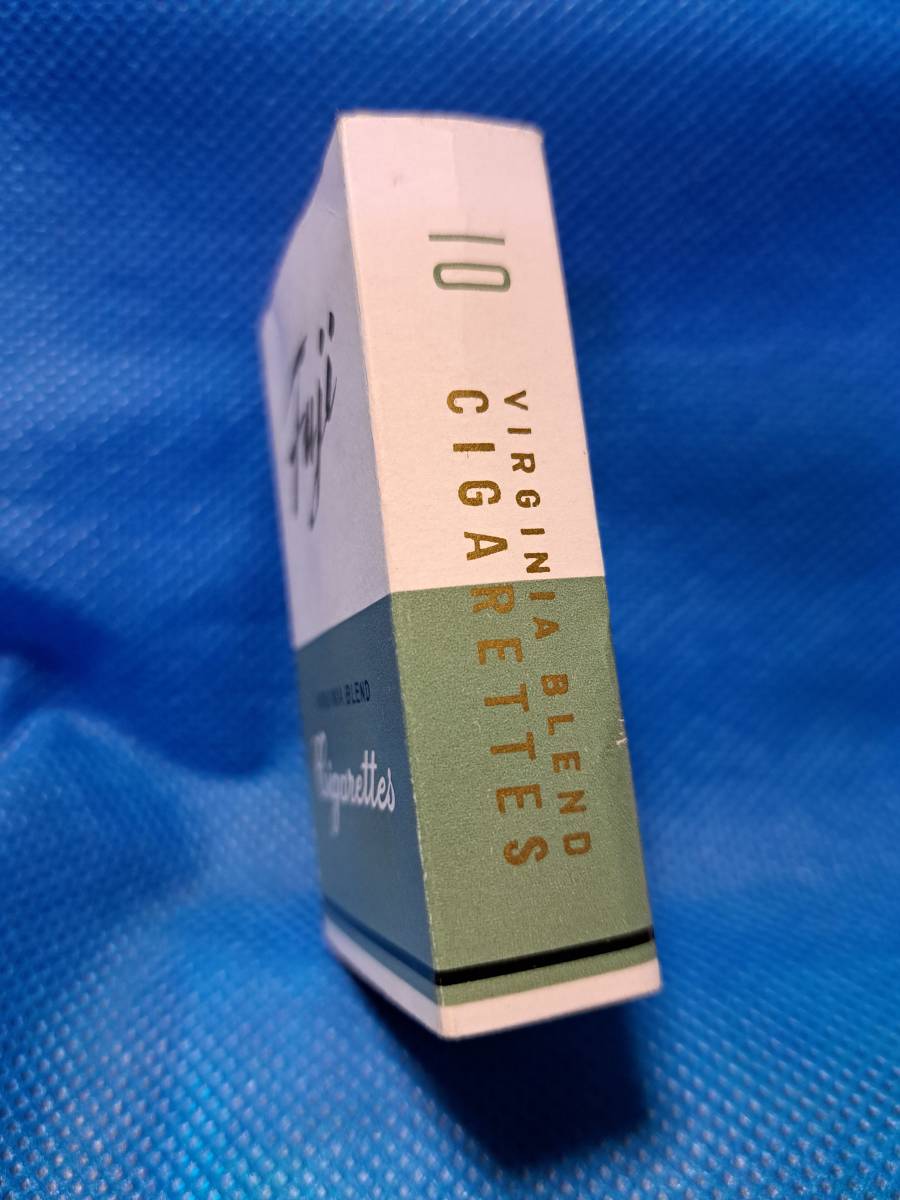 Fuji
VIRGINIA BLEND
Cigarettes
10
VIRGINIA BLEND
CIGARETTES